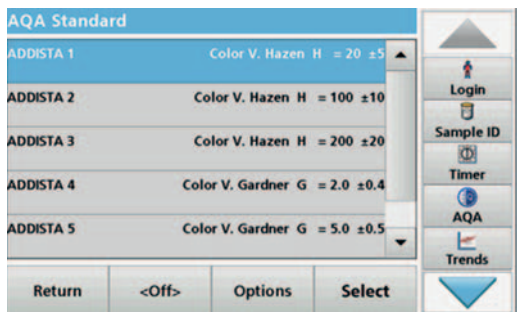 AQA Standard
ADDISTA 1 Color V. Hazen H = 20 ±5
ADDISTA 2 Color V. Hazen H = 100 ±10
ADDISTA 3 Color V. Hazen H = 200 ±20
ADDISTA 4 Color V. Gardner G = 2.0 ±0.4
ADDISTA 5 Color V. Gardner G = 5.0 ±0.5
Return <Off> Options Select
Login
Sample ID
Timer
AQA
Trends